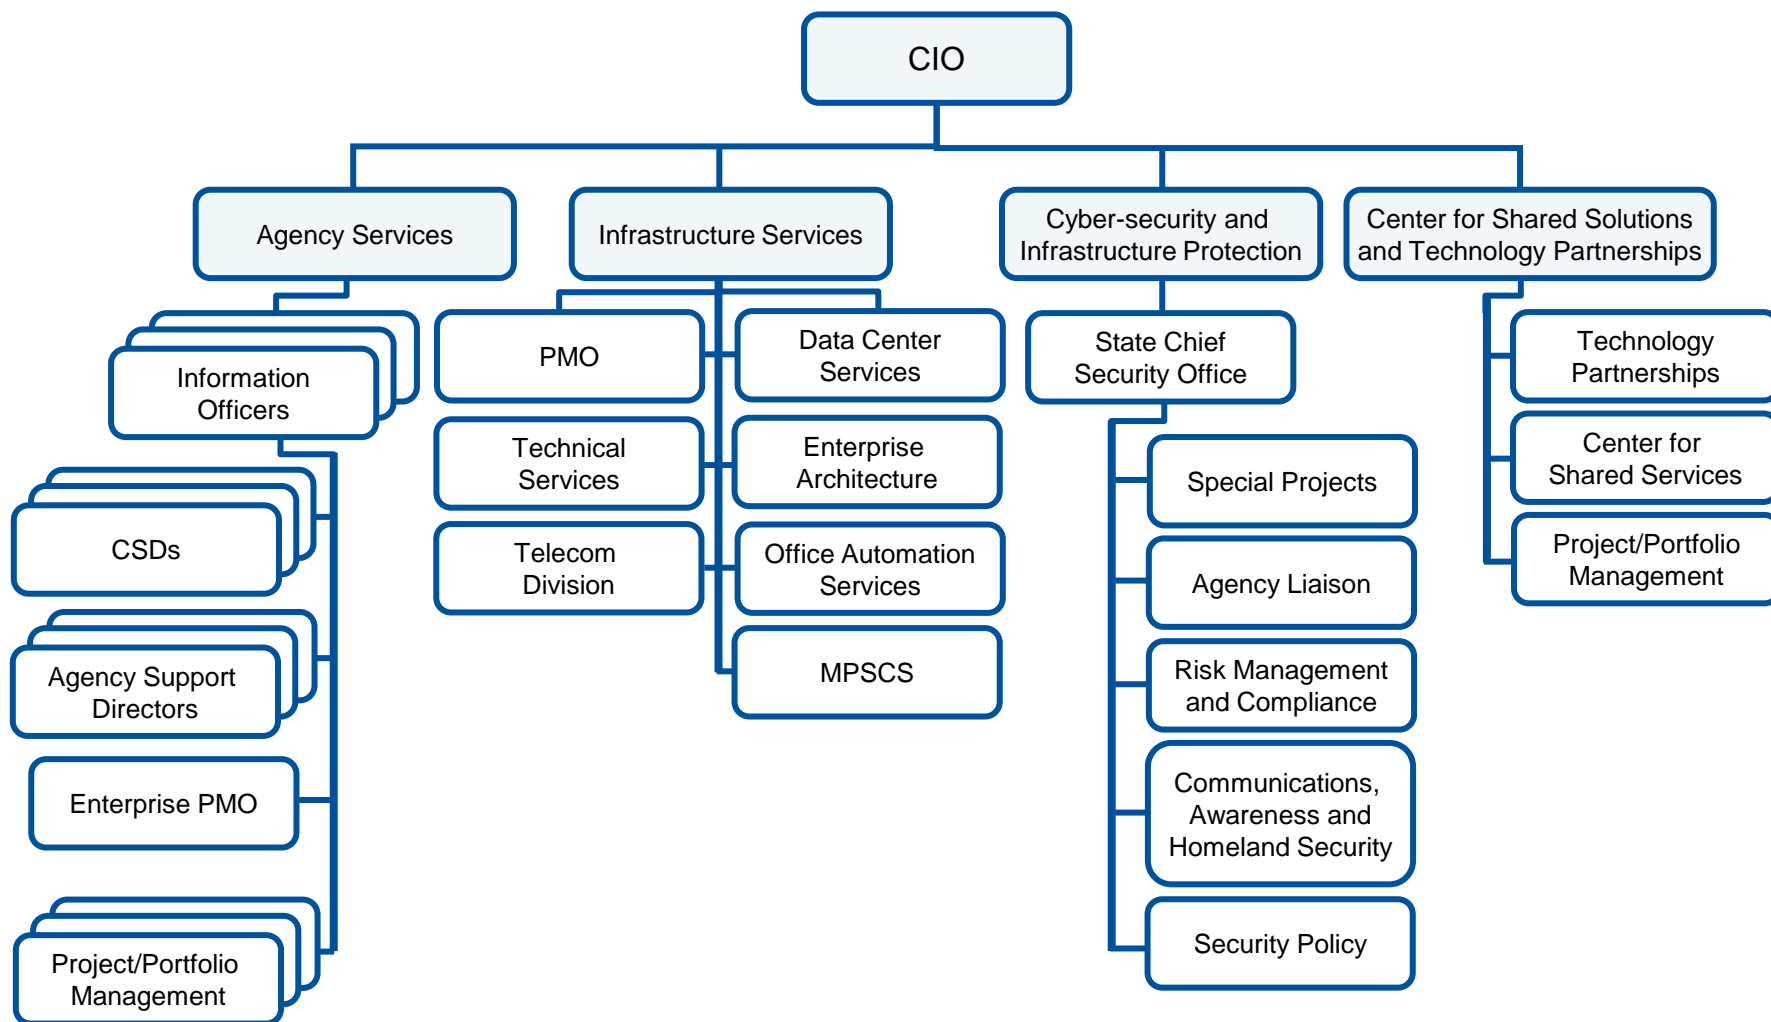 CIO
Agency Services
Infrastructure Services
Cyber-security and
Infrastructure Protection
Center for Shared Solutions
and Technology Partnerships
Information
Officers
CSDs
Agency Support
Directors
Enterprise PMO
Project/Portfolio
Management
PMO
Data Center
Services
Technical
Services
Enterprise
Architecture
Telecom
Division
Office Automation
Services
MPSCS
State Chief
Security Office
Special Projects
Agency Liaison
Risk Management
and Compliance
Communications,
Awareness and
Homeland Security
Security Policy
Technology
Partnerships
Center for
Shared Services
Project/Portfolio
Management